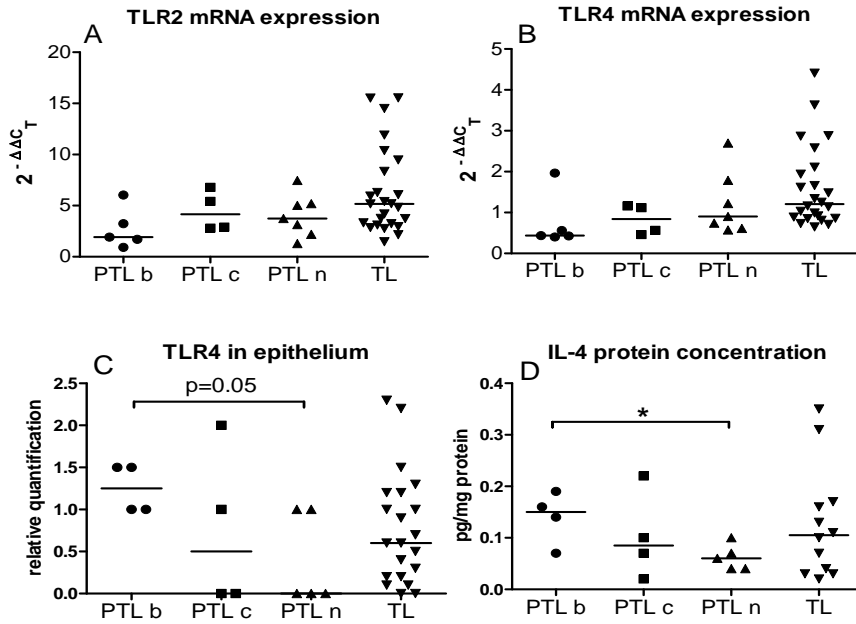 A
TLR2 mRNA expression
2^-ΔΔC_T
20
15
10
5
0
PTL b PTL c PTL n TL
B
TLR4 mRNA expression
2^-ΔΔC_T
5
4
3
2
1
0
PTL b PTL c PTL n TL
C
TLR4 in epithelium
p=0.05
relative quantification
2.5
2.0
1.5
1.0
0.5
0.0
PTL b PTL c PTL n TL
D
IL-4 protein concentration
*
pg/mg protein
0.4
0.3
0.2
0.1
0.0
PTL b PTL c PTL n TL